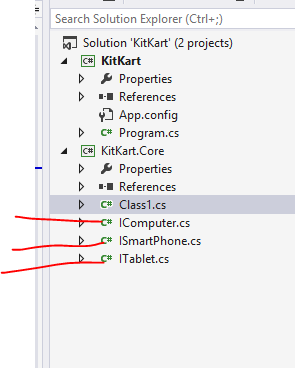 Search Solution Explorer (Ctrl+;)
Solution 'KitKart' (2 projects)
C# KitKart
Properties
References
App.config
C# Program.cs
C# KitKart.Core
Properties
References
C# Class1.cs
C# IComputer.cs
C# ISmartPhone.cs
C# ITablet.cs